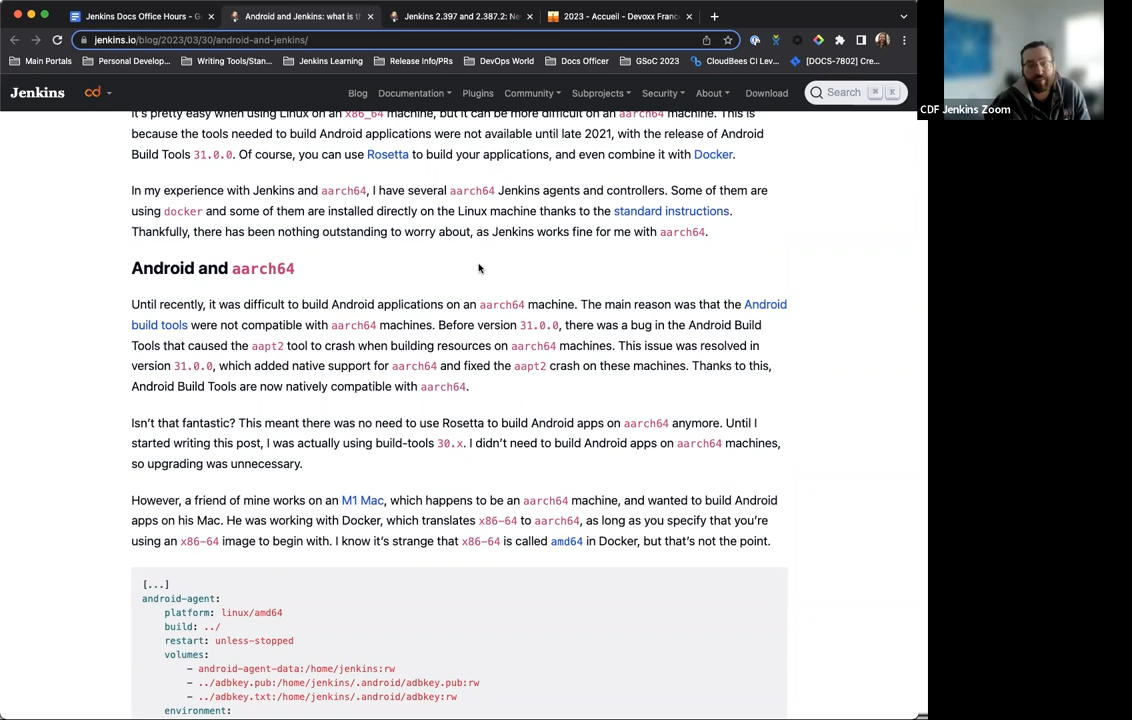 Jenkins Docs Office Hours - G
Android and Jenkins: what is t
Jenkins 2.397 and 2.387.2: Ne
2023 - Accueil - Devoxx Franc
jenkins.io/blog/2023/03/30/android-and-jenkins/
Main Portals
Personal Develop...
Writing Tools/Stan...
Jenkins Learning
Release Info/PRs
DevOps World
Docs Officer
GSoC 2023
CloudBees CI Lev...
[DOCS-7802] Cre...
Jenkins
cd
Blog
Documentation
Plugins
Community
Subprojects
Security
About
Download
Search
K
CDF Jenkins Zoom
It's pretty easy when using Linux on an x86_64 machine, but it can be more difficult on an aarch64 machine. This is
because the tools needed to build Android applications were not available until late 2021, with the release of Android
Build Tools 31.0.0. Of course, you can use Rosetta to build your applications, and even combine it with Docker.
In my experience with Jenkins and aarch64, I have several aarch64 Jenkins agents and controllers. Some of them are
using docker and some of them are installed directly on the Linux machine thanks to the standard instructions.
Thankfully, there has been nothing outstanding to worry about, as Jenkins works fine for me with aarch64.
Android and aarch64
Until recently, it was difficult to build Android applications on an aarch64 machine. The main reason was that the Android
build tools were not compatible with aarch64 machines. Before version 31.0.0, there was a bug in the Android Build
Tools that caused the aapt2 tool to crash when building resources on aarch64 machines. This issue was resolved in
version 31.0.0, which added native support for aarch64 and fixed the aapt2 crash on these machines. Thanks to this,
Android Build Tools are now natively compatible with aarch64.
Isn't that fantastic? This meant there was no need to use Rosetta to build Android apps on aarch64 anymore. Until I
started writing this post, I was actually using build-tools 30.x. I didn't need to build Android apps on aarch64 machines,
so upgrading was unnecessary.
However, a friend of mine works on an M1 Mac, which happens to be an aarch64 machine, and wanted to build Android
apps on his Mac. He was working with Docker, which translates x86-64 to aarch64, as long as you specify that you're
using an x86-64 image to begin with. I know it's strange that x86-64 is called amd64 in Docker, but that's not the point.
[...]
android-agent:
platform: linux/amd64
build: ../
restart: unless-stopped
volumes:
- android-agent-data:/home/jenkins:rw
- ../adbkey.pub:/home/jenkins/.android/adbkey.pub:rw
- ../adbkey.txt:/home/jenkins/.android/adbkey:rw
environment: